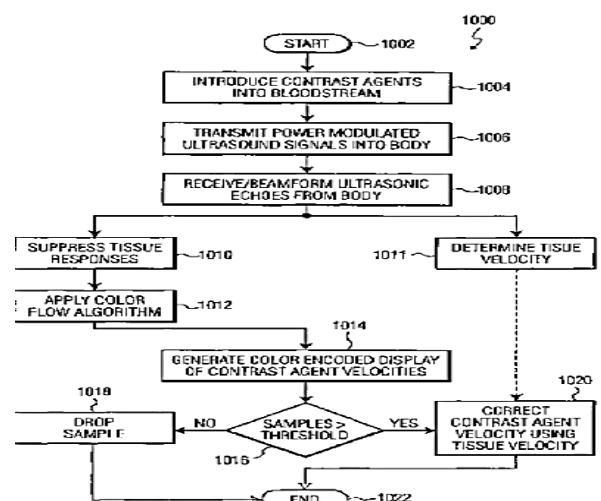 1000
START
1002
INTRODUCE CONTRAST AGENTS
INTO BLOODSTREAM
1004
TRANSMIT POWER MODULATED
ULTRASOUND SIGNALS INTO BODY
1006
RECEIVE/BEAMFORM ULTRASONIC
ECHOES FROM BODY
1008
SUPPRESS TISSUE
RESPONSES
1010
1011
DETERMINE TISUE
VELOCITY
APPLY COLOR
FLOW ALGORITHM
1012
1014
GENERATE COLOR ENCODED DISPLAY
OF CONTRAST AGENT VELOCITIES
1018
DROP
SAMPLE
NO
SAMPLES >
THRESHOLD
1016
YES
1020
CORRECT
CONTRAST AGENT
VELOCITY USING
TISSUE VELOCITY
END
1022